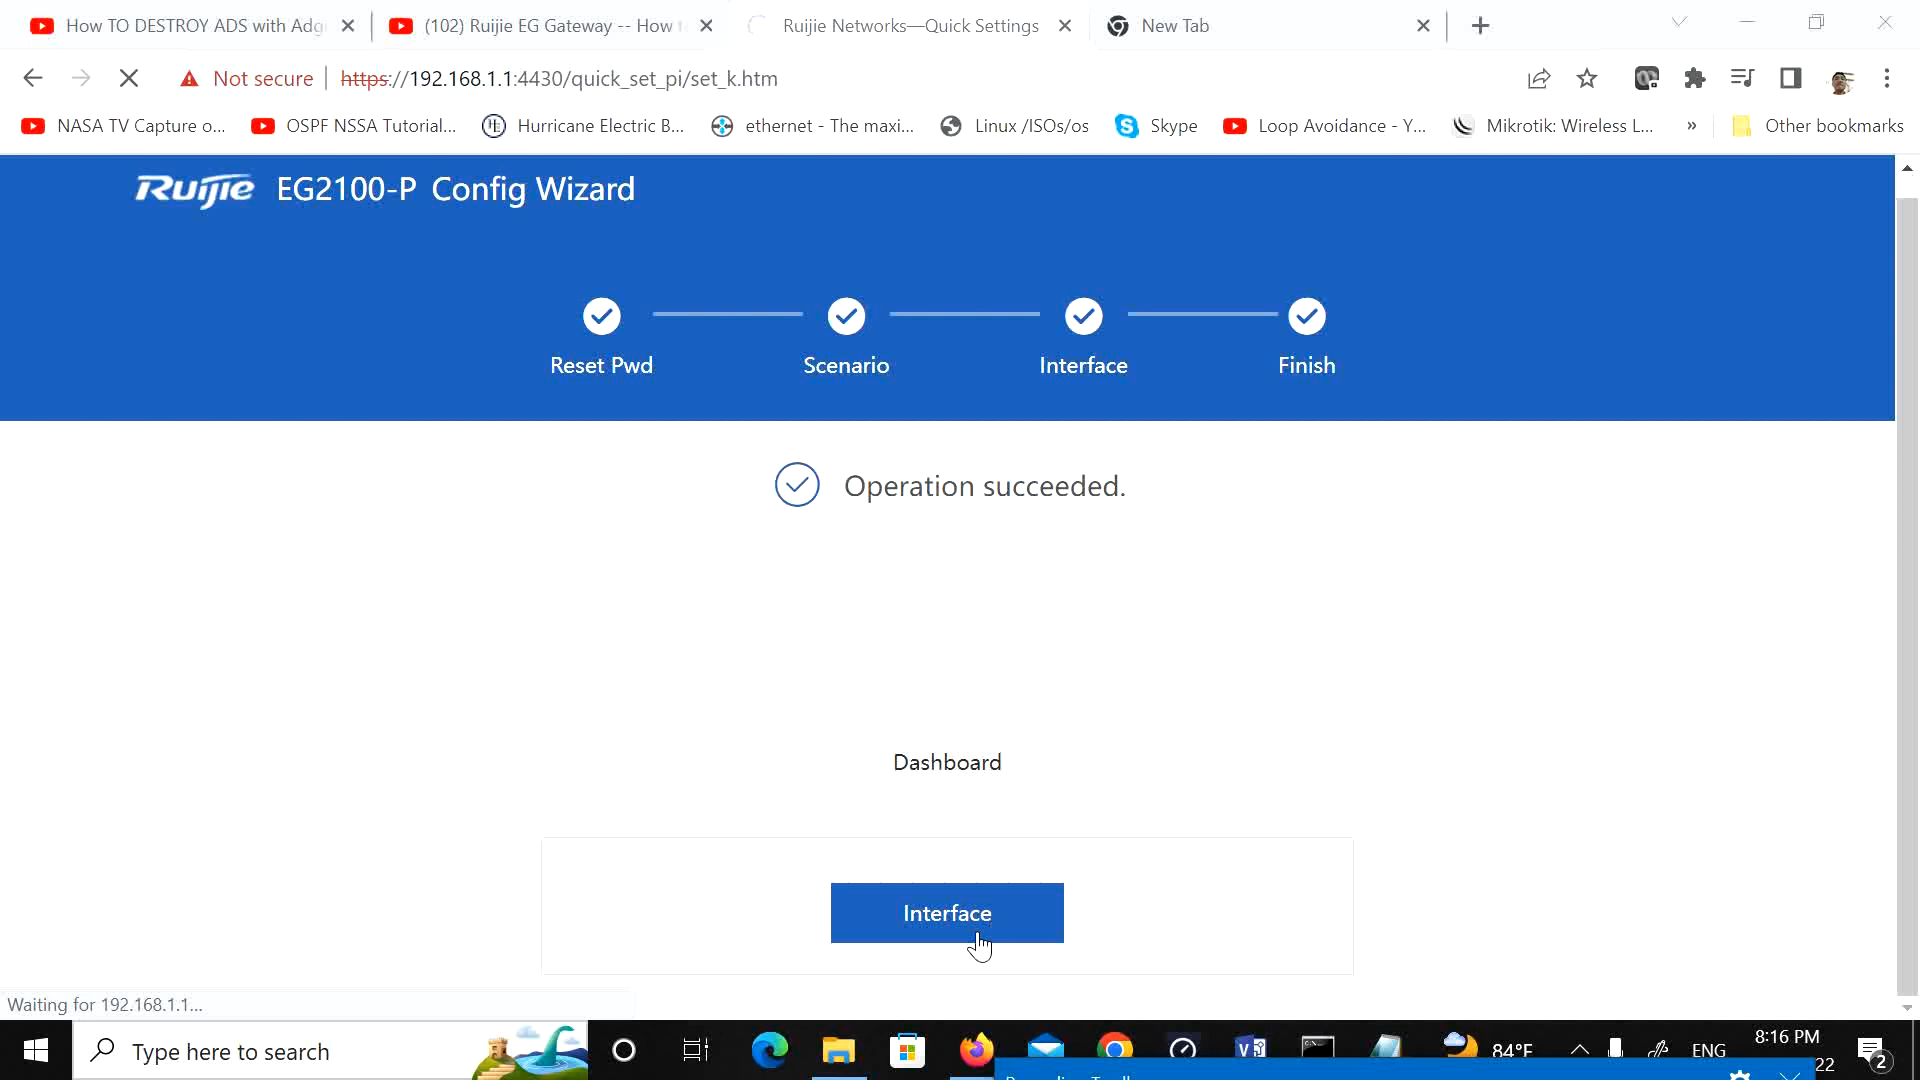 How TO DESTROY ADS with Adg
(102) Ruijie EG Gateway -- How t
Ruijie Networks—Quick Settings
New Tab
Not secure
https://192.168.1.1:4430/quick_set_pi/set_k.htm
NASA TV Capture o...
OSPF NSSA Tutorial...
Hurricane Electric B...
ethernet - The maxi...
Linux /ISOs/os
Skype
Loop Avoidance - Y...
Mikrotik: Wireless L...
»
Other bookmarks
Ruijie EG2100-P Config Wizard
Reset Pwd
Scenario
Interface
Finish
Operation succeeded.
Dashboard
Interface
Waiting for 192.168.1.1...
Type here to search
84°F
ENG
8:16 PM
22
2